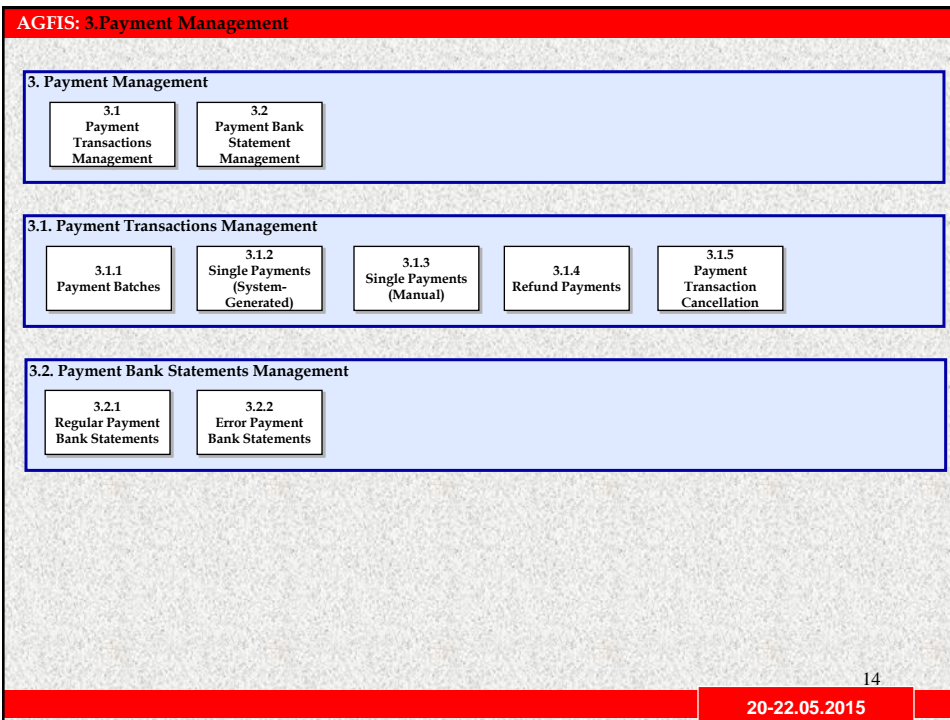 AGFIS: 3.Payment Management
3. Payment Management
3.1
Payment
Transactions
Management
3.2
Payment Bank
Statement
Management
3.1. Payment Transactions Management
3.1.1
Payment Batches
3.1.2
Single Payments
(System-
Generated)
3.1.3
Single Payments
(Manual)
3.1.4
Refund Payments
3.1.5
Payment
Transaction
Cancellation
3.2. Payment Bank Statements Management
3.2.1
Regular Payment
Bank Statements
3.2.2
Error Payment
Bank Statements
14
20-22.05.2015